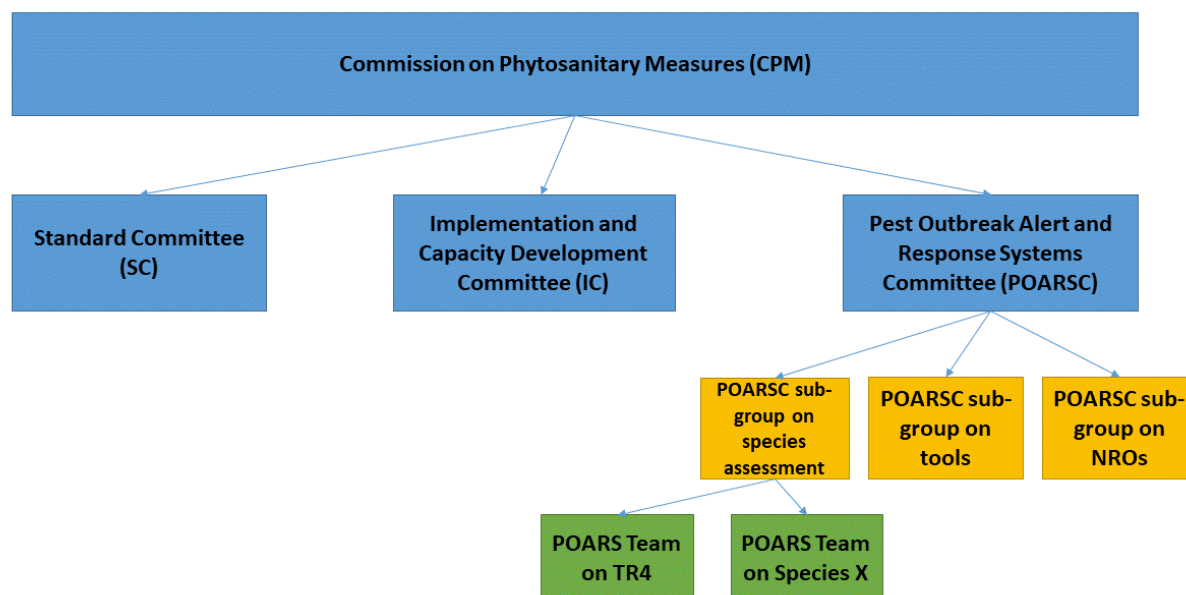 Commission on Phytosanitary Measures (CPM)
Standard Committee
(SC)
Implementation and
Capacity Development
Committee (IC)
Pest Outbreak Alert and
Response Systems
Committee (POARSC)
POARSC sub-
group on
species
assessment
POARSC sub-
group on
tools
POARSC sub-
group on
NROs
POARS Team
on TR4
POARS Team
on Species X